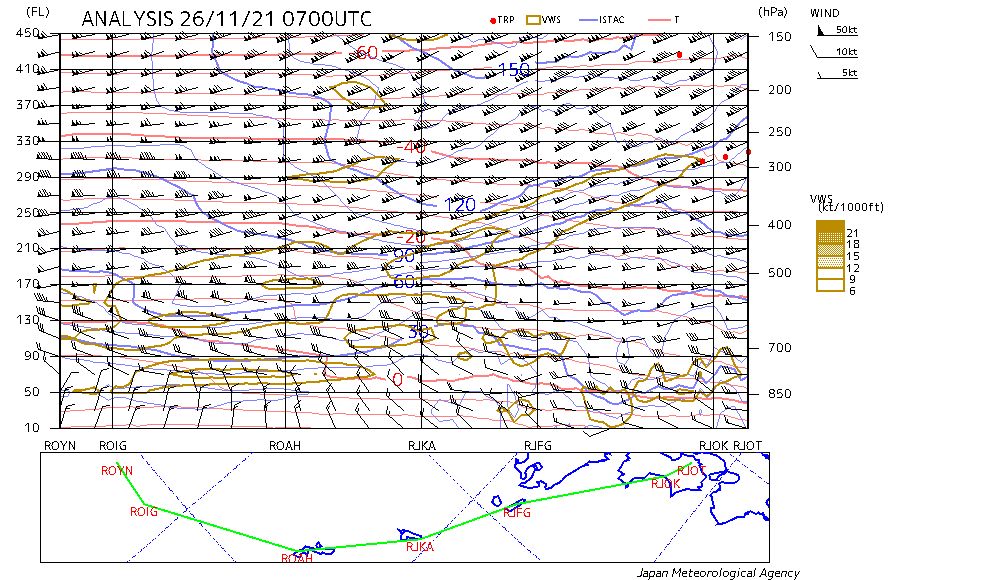 (FL)
ANALYSIS 26/11/21 0700UTC
TRP VWS ISTAC T
(hPa)
WIND
50kt
10kt
5kt
450
410
370
330
290
250
210
170
130
90
50
10
150
200
250
300
400
500
700
850
60
150
-40
120
-20
90
60
30
0
VWS
(kt/1000ft)
21
18
15
12
9
6
ROYN ROIG ROAH RJKA RJFG RJOK RJOT
ROYN
ROIG
ROAH
RJKA
RJFG
RJOK
RJOT
Japan Meteorological Agency